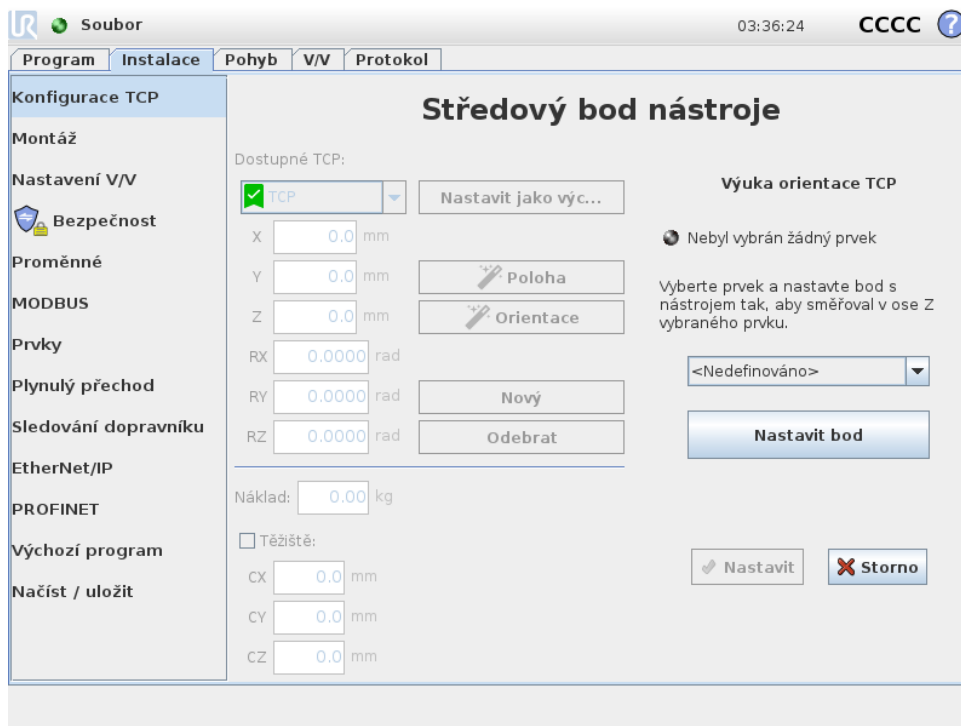 UR Soubor 03:36:24 CCCC ?
Program Instalace Pohyb V/V Protokol
Konfigurace TCP
Montáž
Nastavení V/V
Bezpečnost
Proměnné
MODBUS
Prvky
Plynulý přechod
Sledování dopravníku
EtherNet/IP
PROFINET
Výchozí program
Načíst / uložit
Středový bod nástroje
Dostupné TCP:
TCP Nastavit jako výc...
X 0.0 mm
Y 0.0 mm Poloha
Z 0.0 mm Orientace
RX 0.0000 rad
RY 0.0000 rad Nový
RZ 0.0000 rad Odebrat
Náklad: 0.00 kg
Těžiště:
CX 0.0 mm
CY 0.0 mm
CZ 0.0 mm
Výuka orientace TCP
Nebyl vybrán žádný prvek
Vyberte prvek a nastavte bod s
nástrojem tak, aby směřoval v ose Z
vybraného prvku.
<Nedefinováno>
Nastavit bod
Nastavit Storno